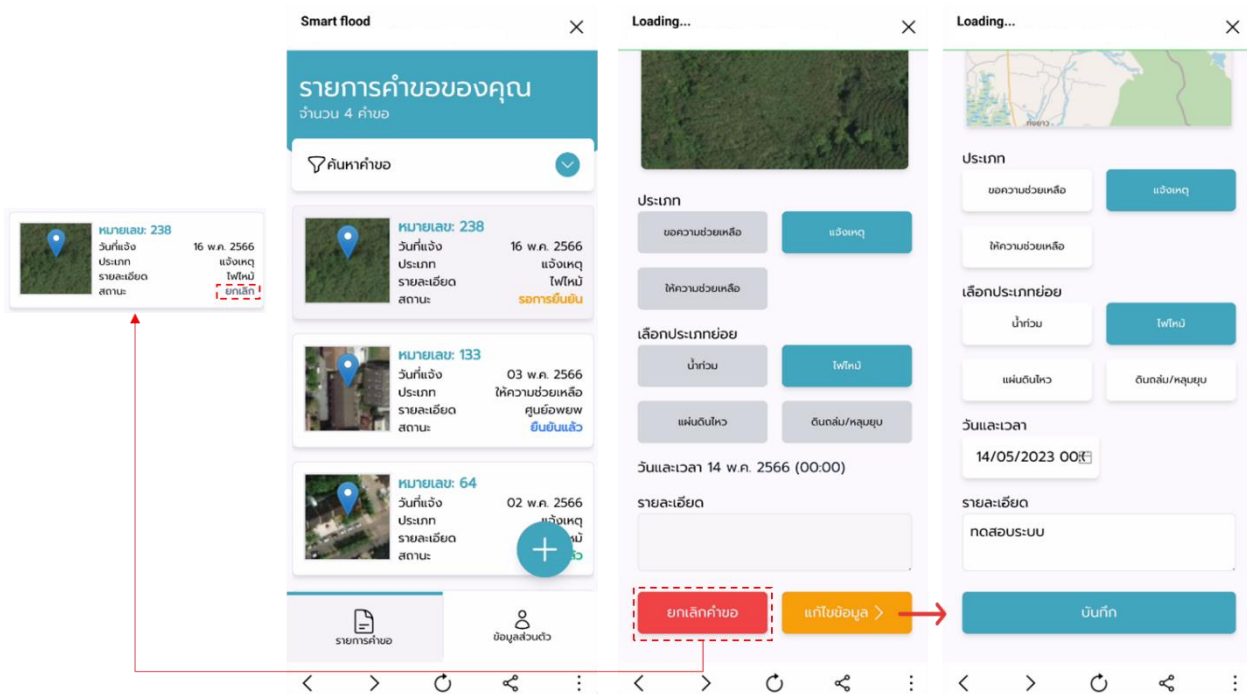 หมายเลข: 238
วันที่แจ้ง 16 พ.ค. 2566
ประเภท แจ้งเหตุ
รายละเอียด ไฟไหม้
สถานะ ยกเลิก
Smart flood
รายการคำขอของคุณ
จำนวน 4 คำขอ
ค้นหาคำขอ
หมายเลข: 238
วันที่แจ้ง 16 พ.ค. 2566
ประเภท แจ้งเหตุ
รายละเอียด ไฟไหม้
สถานะ รอการยืนยัน
หมายเลข: 133
วันที่แจ้ง 03 พ.ค. 2566
ประเภท ให้ความช่วยเหลือ
รายละเอียด ศูนย์อพยพ
สถานะ ยืนยันแล้ว
หมายเลข: 64
วันที่แจ้ง 02 พ.ค. 2566
ประเภท แจ้งเหตุ
รายละเอียด
สถานะ
รายการคำขอ
ข้อมูลส่วนตัว
Loading...
ประเภท
ขอความช่วยเหลือ แจ้งเหตุ
ให้ความช่วยเหลือ
เลือกประเภทย่อย
น้ำท่วม ไฟไหม้
แผ่นดินไหว ดินถล่ม/หลุมยุบ
วันและเวลา 14 พ.ค. 2566 (00:00)
รายละเอียด
ยกเลิกคำขอ แก้ไขข้อมูล
Loading...
ประเภท
ขอความช่วยเหลือ แจ้งเหตุ
ให้ความช่วยเหลือ
เลือกประเภทย่อย
น้ำท่วม ไฟไหม้
แผ่นดินไหว ดินถล่ม/หลุมยุบ
วันและเวลา
14/05/2023 00:
รายละเอียด
ทดสอบระบบ
บันทึก